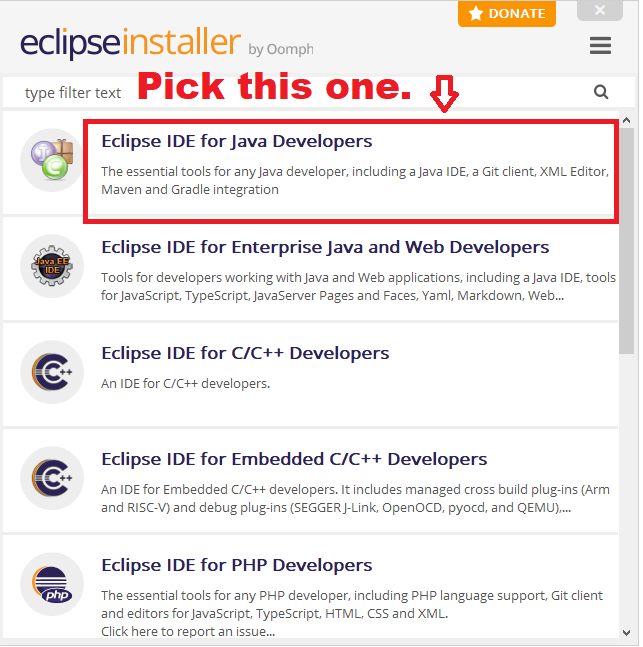 DONATE
eclipseinstaller by Oomph
type filter text
Pick this one.
Eclipse IDE for Java Developers
The essential tools for any Java developer, including a Java IDE, a Git client, XML Editor,
Maven and Gradle integration
Java EE
IDE
Eclipse IDE for Enterprise Java and Web Developers
Tools for developers working with Java and Web applications, including a Java IDE, tools
for JavaScript, TypeScript, JavaServer Pages and Faces, Yaml, Markdown, Web...
C++
Eclipse IDE for C/C++ Developers
An IDE for C/C++ developers.
C++
Eclipse IDE for Embedded C/C++ Developers
An IDE for Embedded C/C++ developers. It includes managed cross build plug-ins (Arm
and RISC-V) and debug plug-ins (SEGGER J-Link, OpenOCD, pyocd, and QEMU),...
php
Eclipse IDE for PHP Developers
The essential tools for any PHP developer, including PHP language support, Git client
and editors for JavaScript, TypeScript, HTML, CSS and XML.
Click here to report an issue...